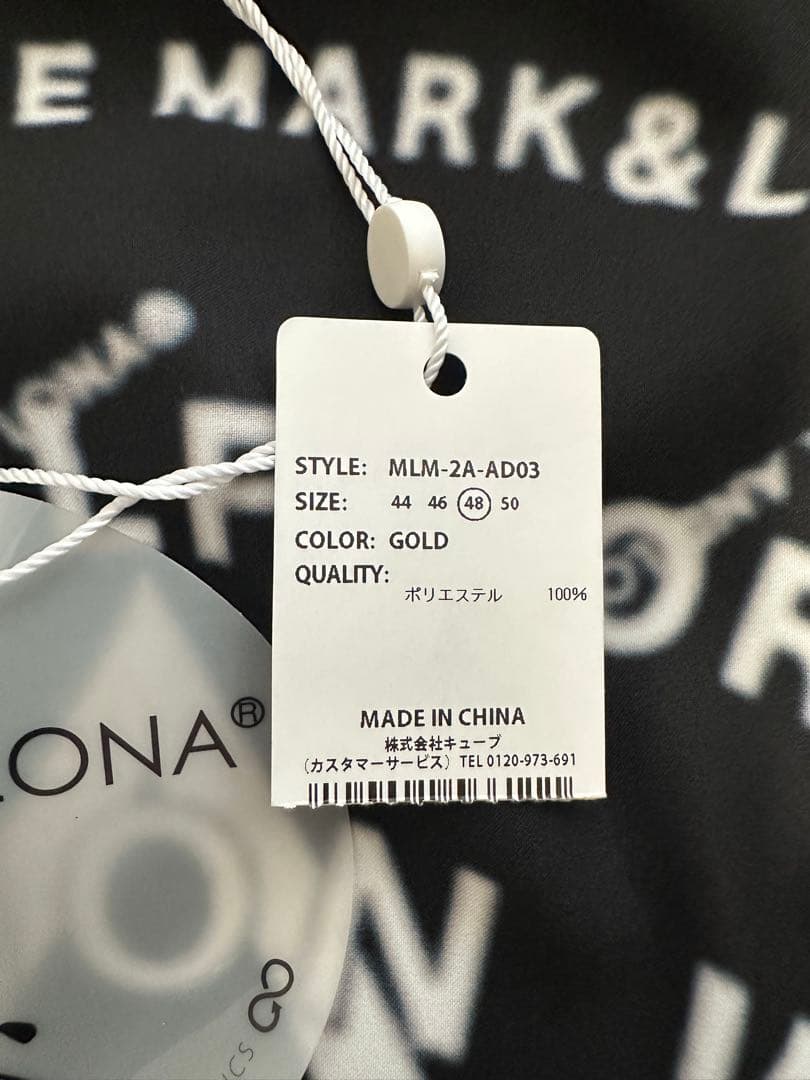 E MARK & L
STYLE: MLM-2A-AD03
SIZE: 44 46 48 50
COLOR: GOLD
QUALITY:
ポリエステル 100%
MADE IN CHINA
株式会社キューブ
（カスタマーサービス）TEL 0120-973-691
ONA®